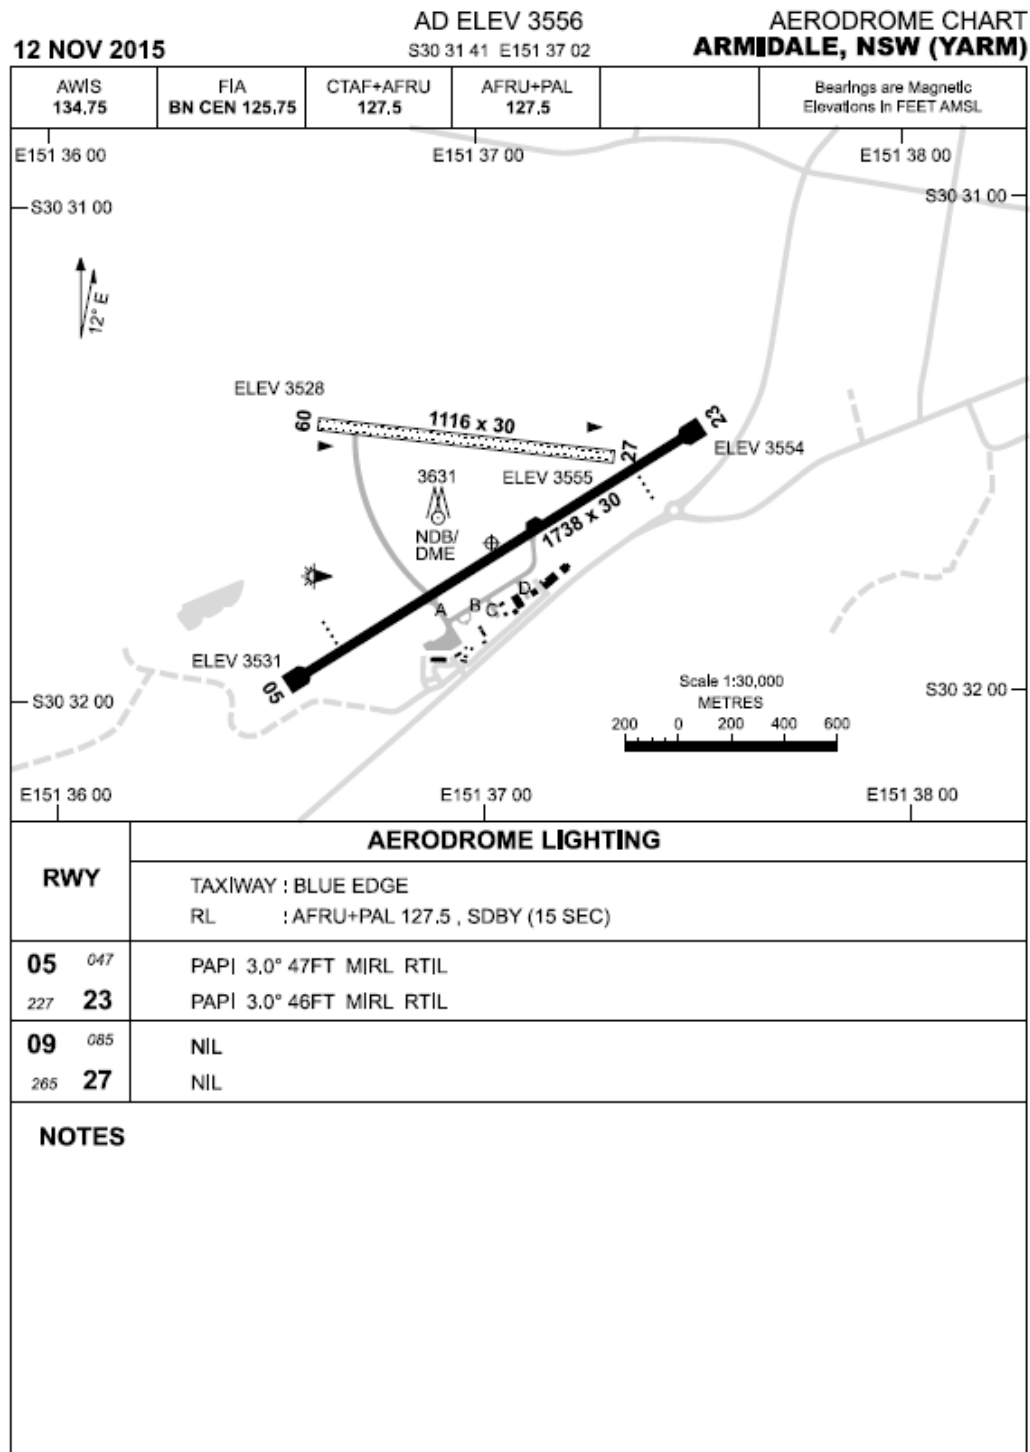 AD ELEV 3556
AERODROME CHART
12 NOV 2015
S30 31 41 E151 37 02
ARMIDALE, NSW (YARM)
AWIS
134.75
FIA
BN CEN 125.75
CTAF+AFRU
127.5
AFRU+PAL
127.5
Bearings are Magnetic
Elevations in FEET AMSL
E151 36 00
E151 37 00
E151 38 00
S30 31 00
S30 31 00
12° E
ELEV 3528
09
1116 x 30
27
23
ELEV 3554
3631
ELEV 3555
NDB/
DME
1738 x 30
A
B
C
D
ELEV 3531
05
S30 32 00
S30 32 00
Scale 1:30,000
METRES
200 0 200 400 600
E151 36 00
E151 37 00
E151 38 00
RWY
AERODROME LIGHTING
TAXIWAY : BLUE EDGE
RL : AFRU+PAL 127.5 , SDBY (15 SEC)
05 047 PAPI 3.0° 47FT MIRL RTIL
227 23 PAPI 3.0° 46FT MIRL RTIL
09 085 NIL
265 27 NIL
NOTES